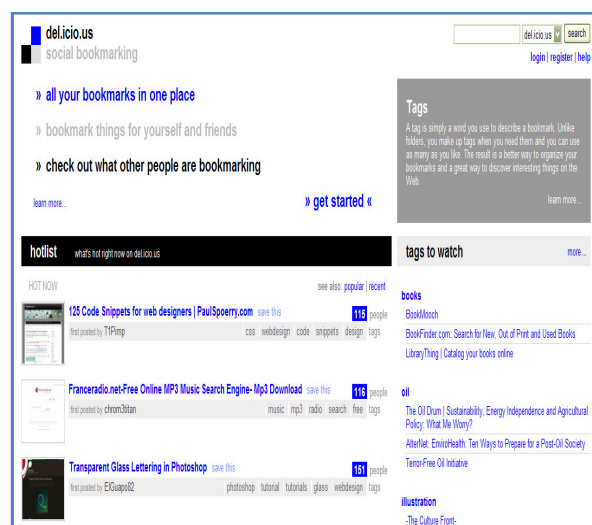 del.icio.us
social bookmarking
del.icio.us search
login | register | help
» all your bookmarks in one place
» bookmark things for yourself and friends
» check out what other people are bookmarking
learn more...
» get started «
Tags
A tag is simply a word you use to describe a bookmark. Unlike
folders, you make up tags when you need them and you can use
as many as you like. The result is a better way to organize your
bookmarks and a great way to discover interesting things on the
Web.
learn more...
hotlist what's hot right now on del.icio.us
HOT NOW see also: popular | recent
125 Code Snippets for web designers | PaulSpoerry.com save this 115 people
first posted by T1Pimp css webdesign code snippets design tags
Franceradio.net-Free Online MP3 Music Search Engine- Mp3 Download save this 116 people
first posted by chrom3titan music mp3 radio search free tags
Transparent Glass Lettering in Photoshop save this 151 people
first posted by ElGuapo82 photoshop tutorial tutorials glass webdesign tags
tags to watch more ...
books
BookMooch
BookFinder.com: Search for New, Out of Print and Used Books
LibraryThing | Catalog your books online
oil
The Oil Drum | Sustainability, Energy Independence and Agricultural
Policy: What Me Worry?
AlterNet: EnviroHealth: Ten Ways to Prepare for a Post-Oil Society
Terror-Free Oil Initiative
illustration
-The Culture Front-